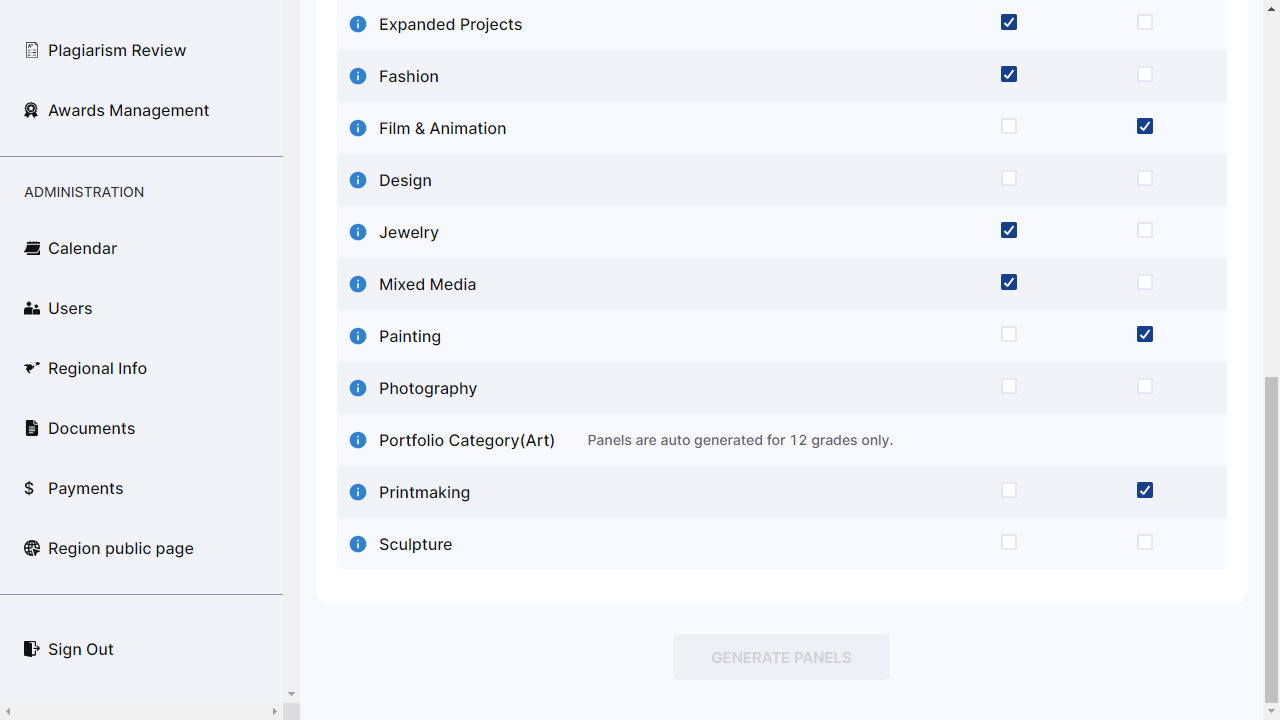 Plagiarism Review
Awards Management
ADMINISTRATION
Calendar
Users
Regional Info
Documents
$ Payments
Region public page
Sign Out
Expanded Projects
Fashion
Film & Animation
Design
Jewelry
Mixed Media
Painting
Photography
Portfolio Category(Art) Panels are auto generated for 12 grades only.
Printmaking
Sculpture
GENERATE PANELS